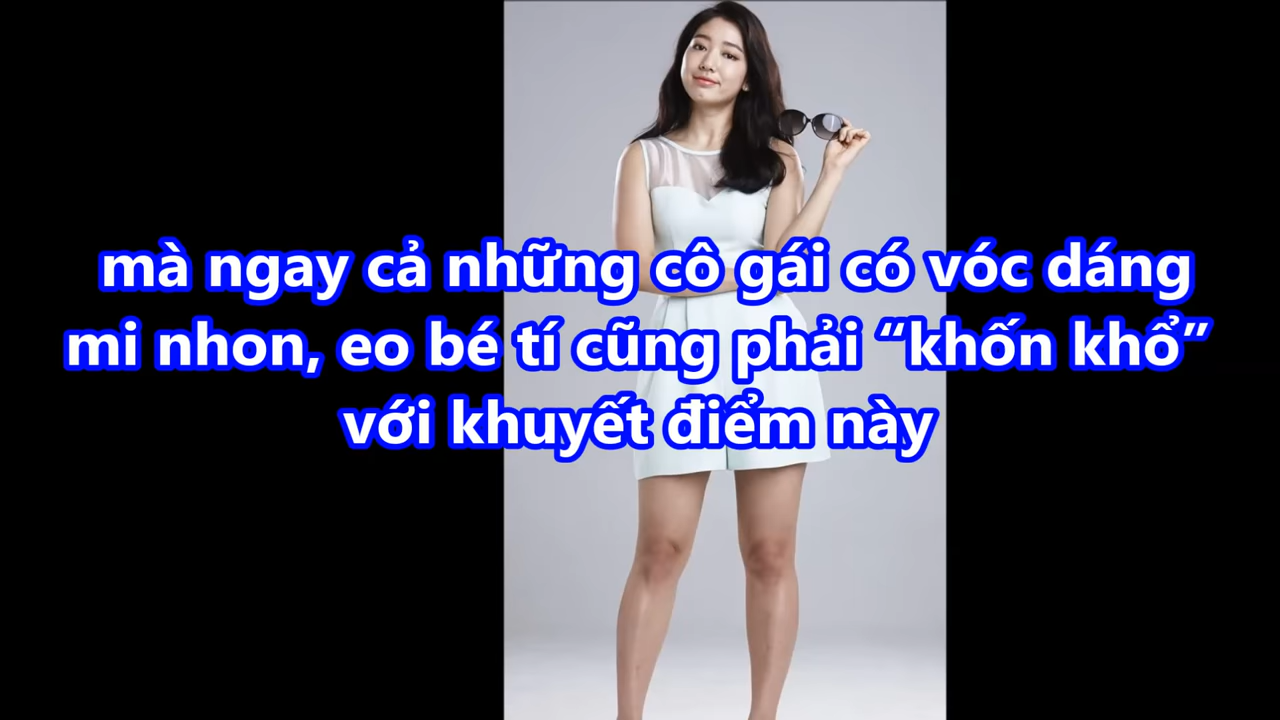 mà ngay cả những cô gái có vóc dáng
mi nhon, eo bé tí cũng phải “khốn khổ”
với khuyết điểm này